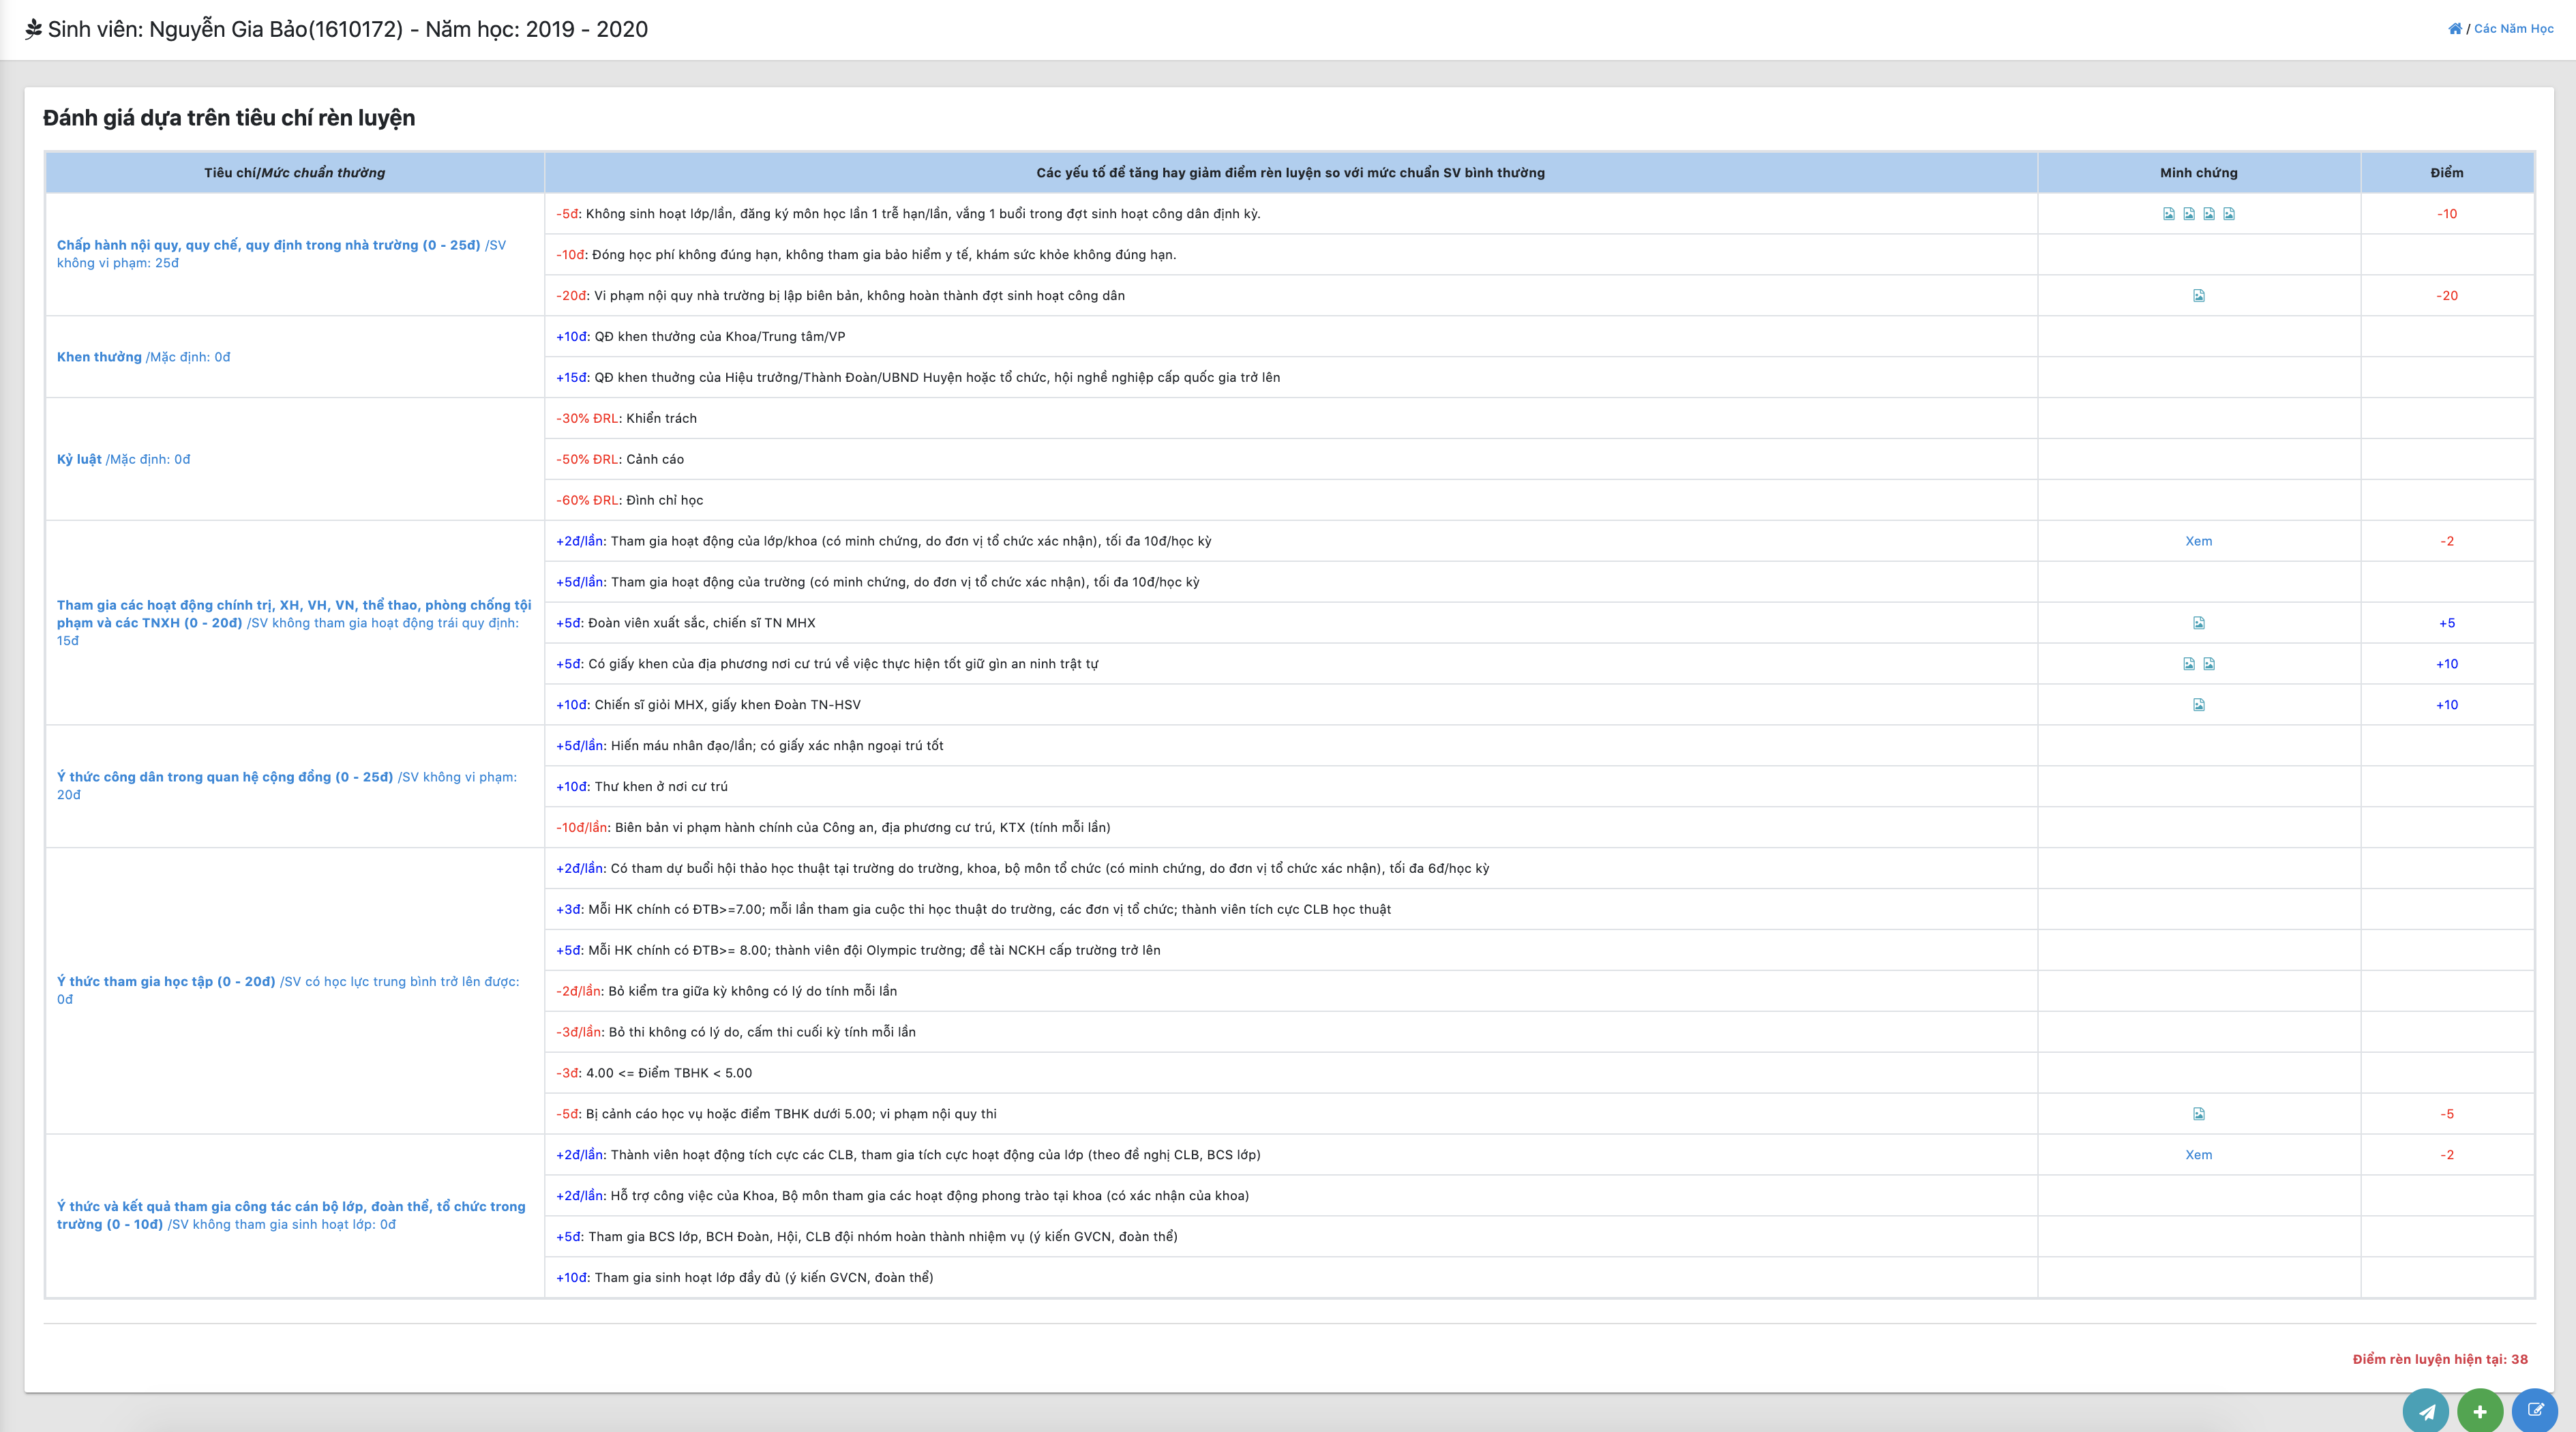 Sinh viên: Nguyễn Gia Bảo(1610172) - Năm học: 2019 - 2020
/ Các Năm Học
Đánh giá dựa trên tiêu chí rèn luyện
Tiêu chí/Mức chuẩn thường
Các yếu tố để tăng hay giảm điểm rèn luyện so với mức chuẩn SV bình thường
Minh chứng
Điểm
Chấp hành nội quy, quy chế, quy định trong nhà trường (0 - 25đ) /SV
không vi phạm: 25đ
-5đ: Không sinh hoạt lớp/lần, đăng ký môn học lần 1 trễ hạn/lần, vắng 1 buổi trong đợt sinh hoạt công dân định kỳ.
-10
-10đ: Đóng học phí không đúng hạn, không tham gia bảo hiểm y tế, khám sức khỏe không đúng hạn.
-20đ: Vi phạm nội quy nhà trường bị lập biên bản, không hoàn thành đợt sinh hoạt công dân
-20
Khen thưởng /Mặc định: 0đ
+10đ: QĐ khen thưởng của Khoa/Trung tâm/VP
+15đ: QĐ khen thuởng của Hiệu trưởng/Thành Đoàn/UBND Huyện hoặc tổ chức, hội nghề nghiệp cấp quốc gia trở lên
Kỷ luật /Mặc định: 0đ
-30% ĐRL: Khiển trách
-50% ĐRL: Cảnh cáo
-60% ĐRL: Đình chỉ học
Tham gia các hoạt động chính trị, XH, VH, VN, thể thao, phòng chống tội
phạm và các TNXH (0 - 20đ) /SV không tham gia hoạt động trái quy định:
15đ
+2đ/lần: Tham gia hoạt động của lớp/khoa (có minh chứng, do đơn vị tổ chức xác nhận), tối đa 10đ/học kỳ
Xem
-2
+5đ/lần: Tham gia hoạt động của trường (có minh chứng, do đơn vị tổ chức xác nhận), tối đa 10đ/học kỳ
+5đ: Đoàn viên xuất sắc, chiến sĩ TN MHX
+5
+5đ: Có giấy khen của địa phương nơi cư trú về việc thực hiện tốt giữ gìn an ninh trật tự
+10
+10đ: Chiến sĩ giỏi MHX, giấy khen Đoàn TN-HSV
+10
Ý thức công dân trong quan hệ cộng đồng (0 - 25đ) /SV không vi phạm:
20đ
+5đ/lần: Hiến máu nhân đạo/lần; có giấy xác nhận ngoại trú tốt
+10đ: Thư khen ở nơi cư trú
-10đ/lần: Biên bản vi phạm hành chính của Công an, địa phương cư trú, KTX (tính mỗi lần)
Ý thức tham gia học tập (0 - 20đ) /SV có học lực trung bình trở lên được:
0đ
+2đ/lần: Có tham dự buổi hội thảo học thuật tại trường do trường, khoa, bộ môn tổ chức (có minh chứng, do đơn vị tổ chức xác nhận), tối đa 6đ/học kỳ
+3đ: Mỗi HK chính có ĐTB>=7.00; mỗi lần tham gia cuộc thi học thuật do trường, các đơn vị tổ chức; thành viên tích cực CLB học thuật
+5đ: Mỗi HK chính có ĐTB>= 8.00; thành viên đội Olympic trường; đề tài NCKH cấp trường trở lên
-2đ/lần: Bỏ kiểm tra giữa kỳ không có lý do tính mỗi lần
-3đ/lần: Bỏ thi không có lý do, cấm thi cuối kỳ tính mỗi lần
-3đ: 4.00 <= Điểm TBHK < 5.00
-5đ: Bị cảnh cáo học vụ hoặc điểm TBHK dưới 5.00; vi phạm nội quy thi
-5
Ý thức và kết quả tham gia công tác cán bộ lớp, đoàn thể, tổ chức trong
trường (0 - 10đ) /SV không tham gia sinh hoạt lớp: 0đ
+2đ/lần: Thành viên hoạt động tích cực các CLB, tham gia tích cực hoạt động của lớp (theo đề nghị CLB, BCS lớp)
Xem
-2
+2đ/lần: Hỗ trợ công việc của Khoa, Bộ môn tham gia các hoạt động phong trào tại khoa (có xác nhận của khoa)
+5đ: Tham gia BCS lớp, BCH Đoàn, Hội, CLB đội nhóm hoàn thành nhiệm vụ (ý kiến GVCN, đoàn thể)
+10đ: Tham gia sinh hoạt lớp đầy đủ (ý kiến GVCN, đoàn thể)
Điểm rèn luyện hiện tại: 38